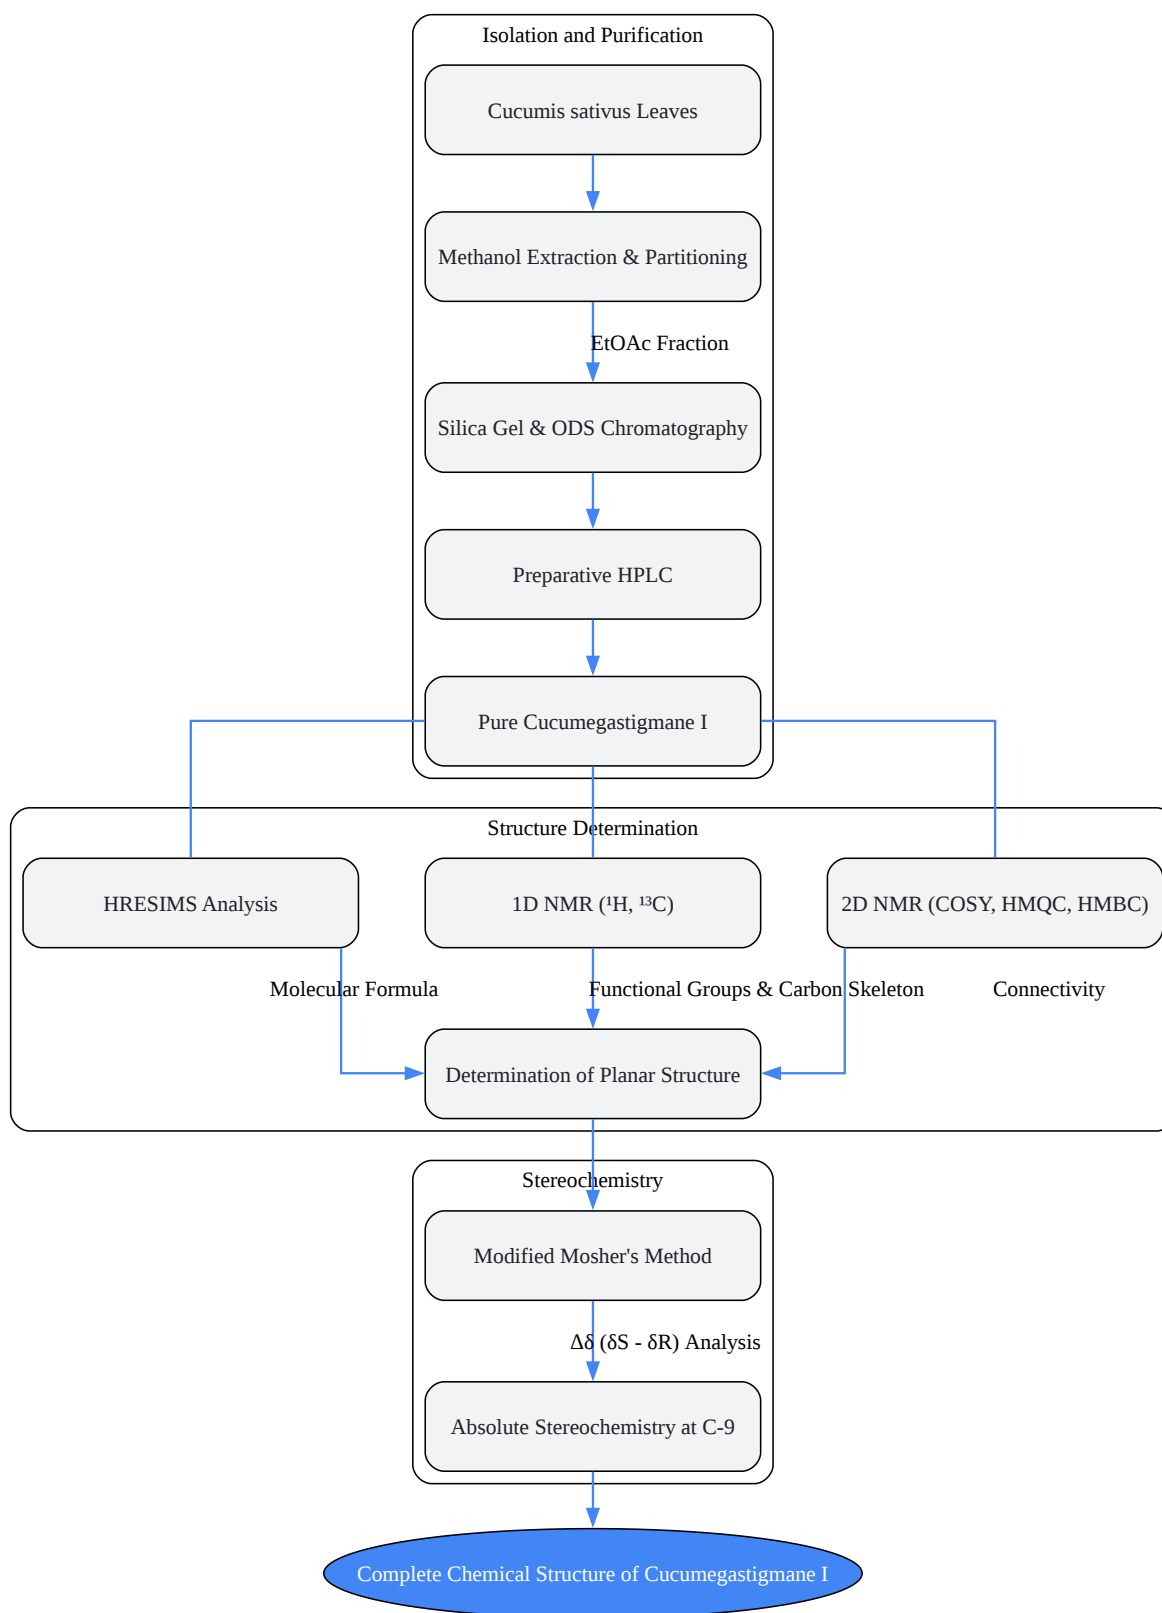 Isolation and Purification
Cucumis sativus Leaves
Methanol Extraction & Partitioning
EtOAc Fraction
Silica Gel & ODS Chromatography
Preparative HPLC
Pure Cucumegastigmane I
Structure Determination
HRESIMS Analysis
1D NMR (¹H, ¹³C)
2D NMR (COSY, HMQC, HMBC)
Molecular Formula
Functional Groups & Carbon Skeleton
Connectivity
Determination of Planar Structure
Stereochemistry
Modified Mosher's Method
Δδ (δS - δR) Analysis
Absolute Stereochemistry at C-9
Complete Chemical Structure of Cucumegastigmane I